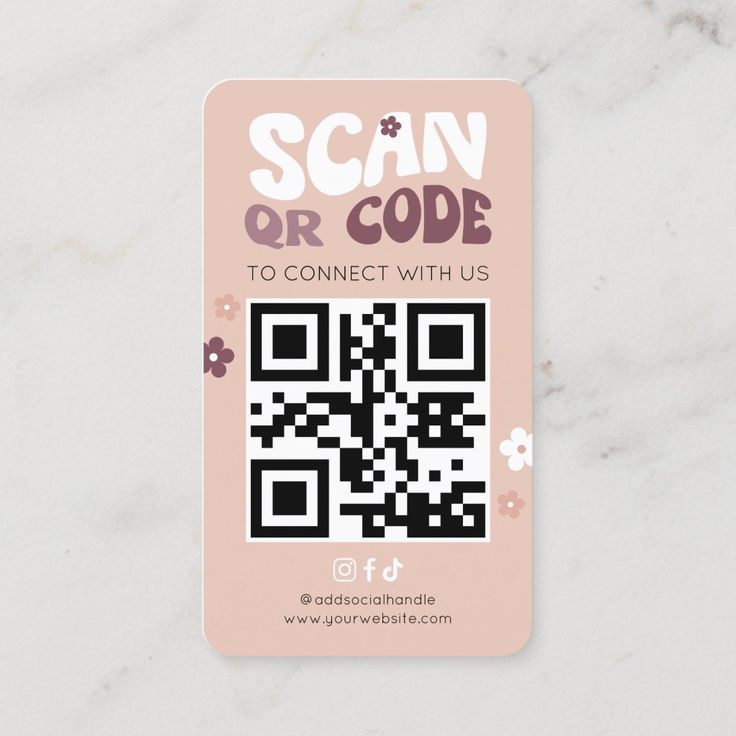 SCAN
QR CODE
TO CONNECT WITH US
@addsocialhandle
www.yourwebsite.com